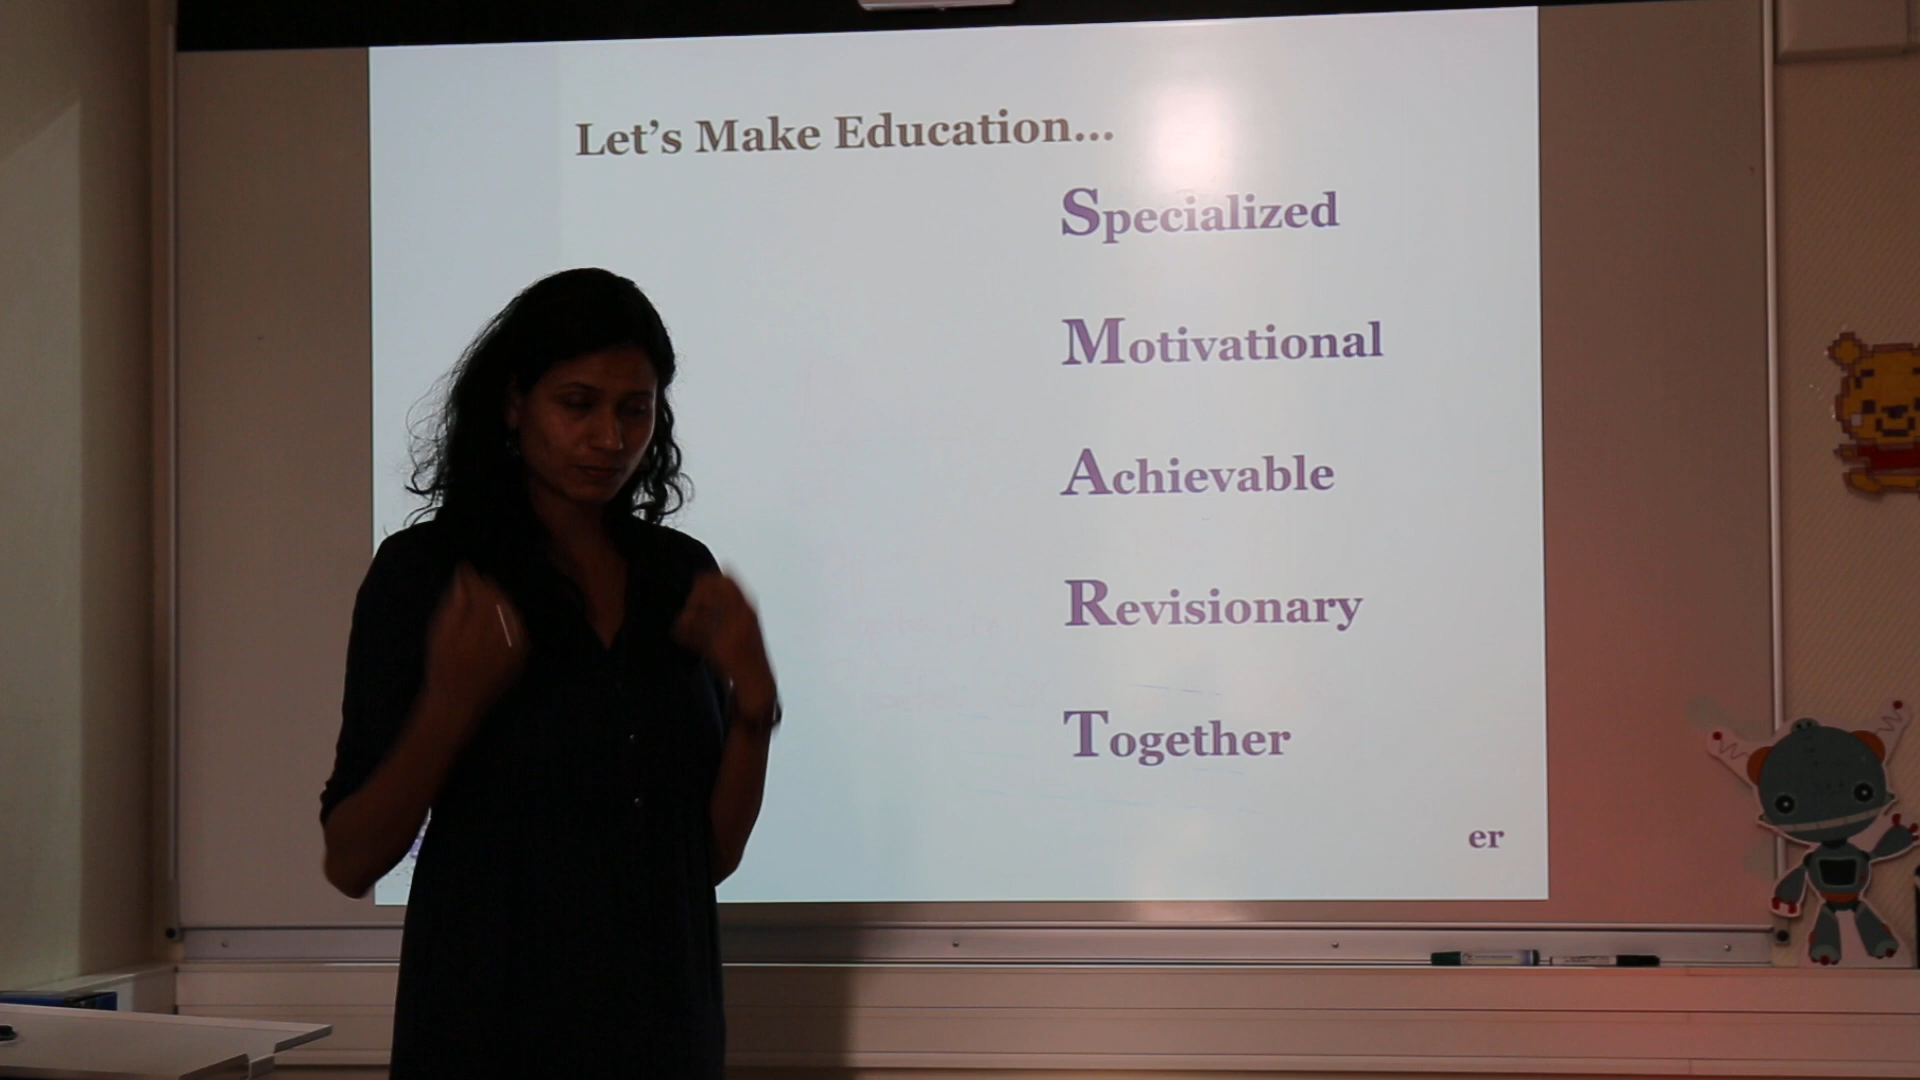 Let's Make Education...
Specialized
Motivational
Achievable
Revisionary
Together
er